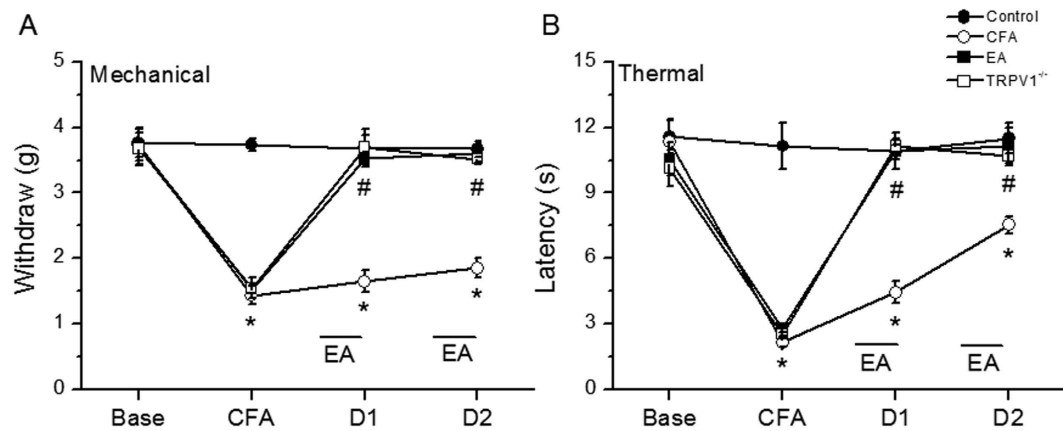 A
Mechanical
Withdraw (g)
5
4
3
2
1
0
#
#
*
*
*
EA
EA
Base CFA D1 D2
B
Thermal
Control
CFA
EA
TRPV1-/-
Latency (s)
15
12
9
6
3
0
#
#
*
*
*
EA
EA
Base CFA D1 D2